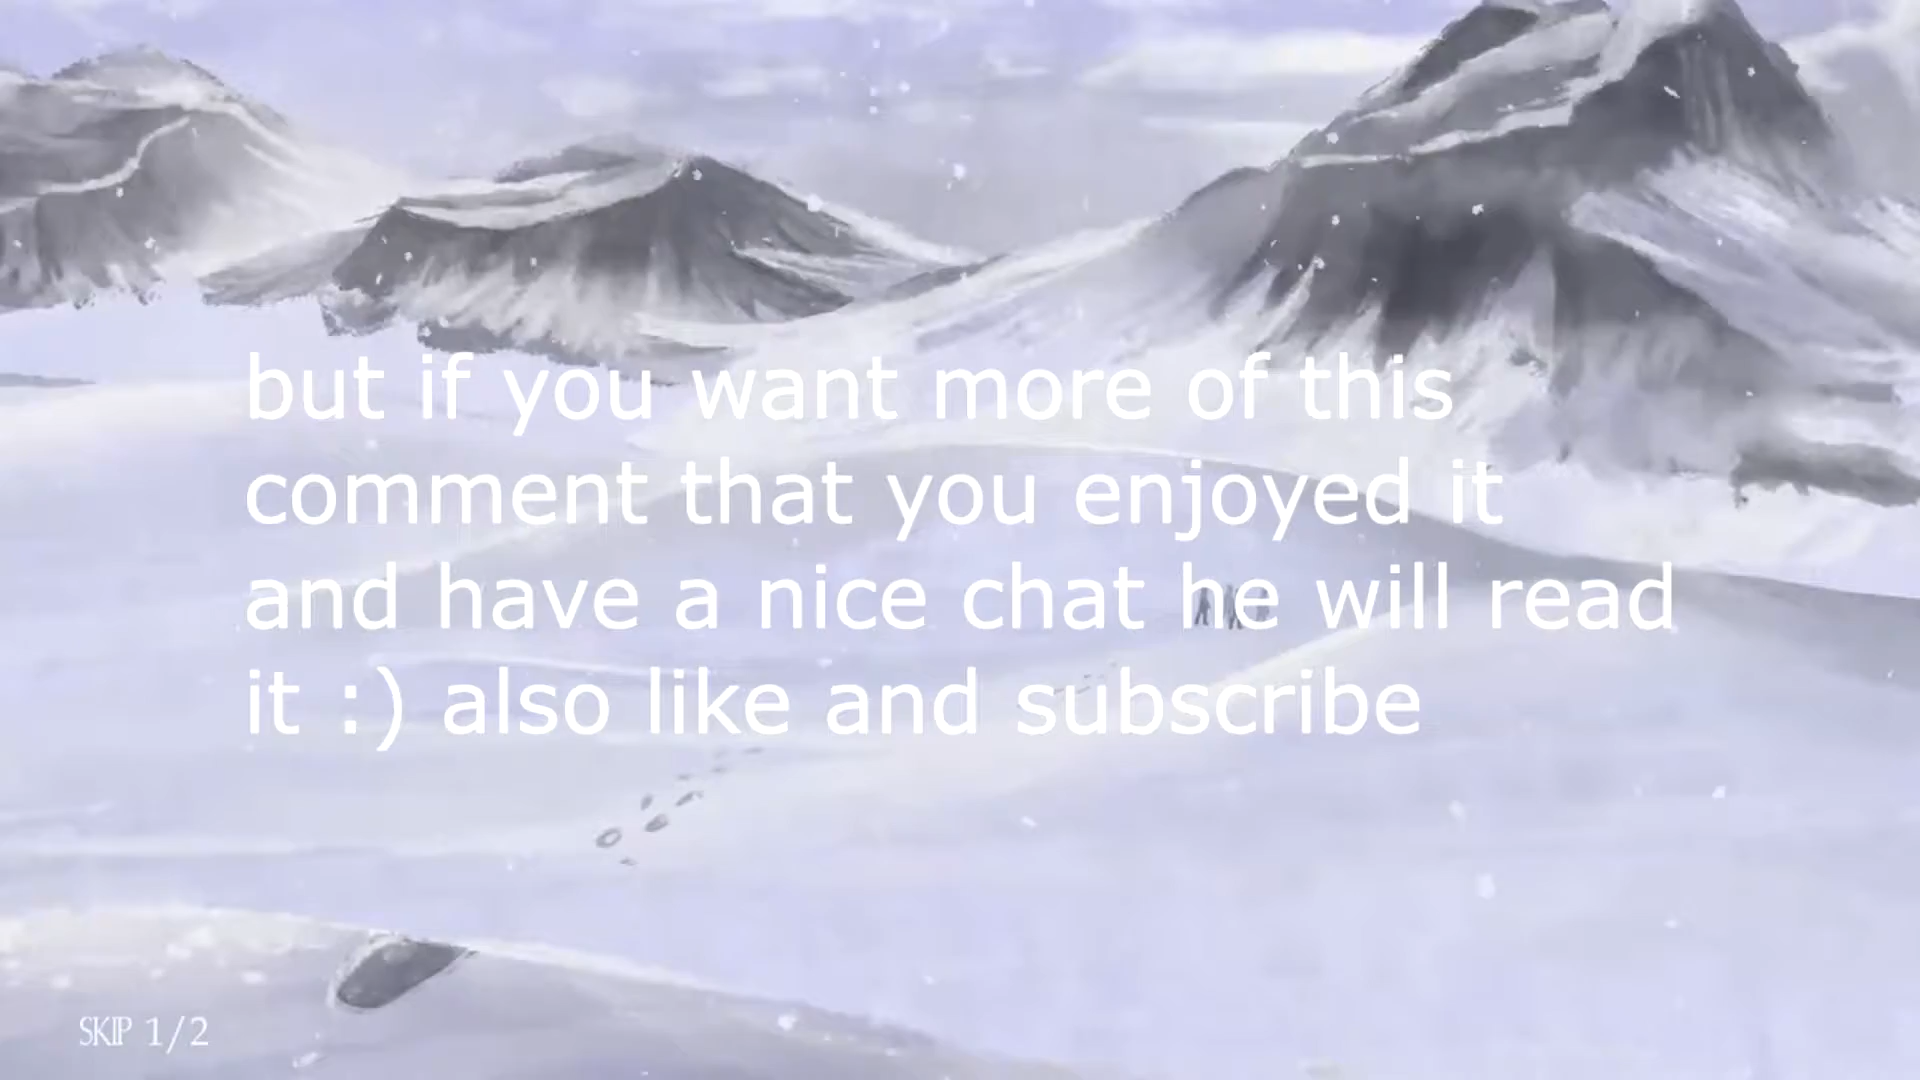 but if you want more of this
comment that you enjoyed it
and have a nice chat he will read
it :) also like and subscribe
SKIP 1/2